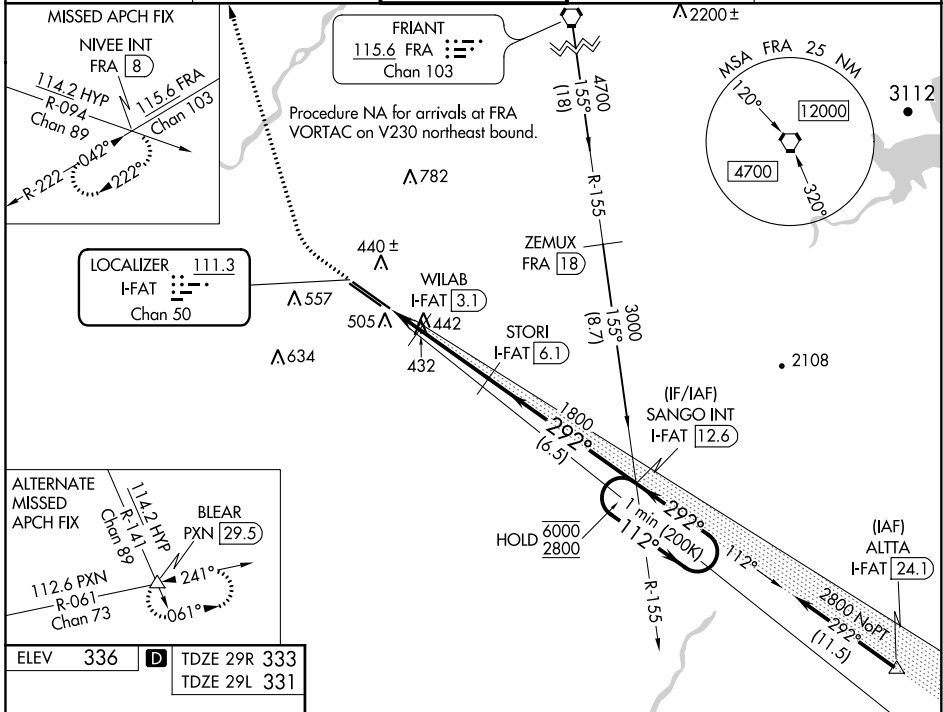 MISSED APCH FIX
NIVEE INT
FRA 8
114.2 HYP
R-094
Chan 89
115.6 FRA
Chan 103
R-222
042°
222°
FRIANT
115.6 FRA
Chan 103
Procedure NA for arrivals at FRA
VORTAC on V230 northeast bound.
4700
155°
(18)
R-155
2200 ±
MSA FRA 25 NM
120°
12000
4700
320°
3112
782
440 ±
LOCALIZER 111.3
I-FAT
Chan 50
557
505
442
432
634
WILAB
I-FAT 3.1
STORI
I-FAT 6.1
ZEMUX
FRA 18
3000
155°
(8.7)
2108
(IF/IAF)
SANGO INT
I-FAT 12.6
1800
292°
(6.5)
HOLD 6000
2800
1 min (200K)
292°
112°
112°
R-155
(IAF)
ALTTA
I-FAT 24.1
2800 NoPT
292°
(11.5)
ALTERNATE
MISSED
APCH FIX
114.2 HYP
R-141
Chan 89
BLEAR
PXN 29.5
112.6 PXN
R-061
Chan 73
241°
061°
ELEV 336 D TDZE 29R 333
TDZE 29L 331